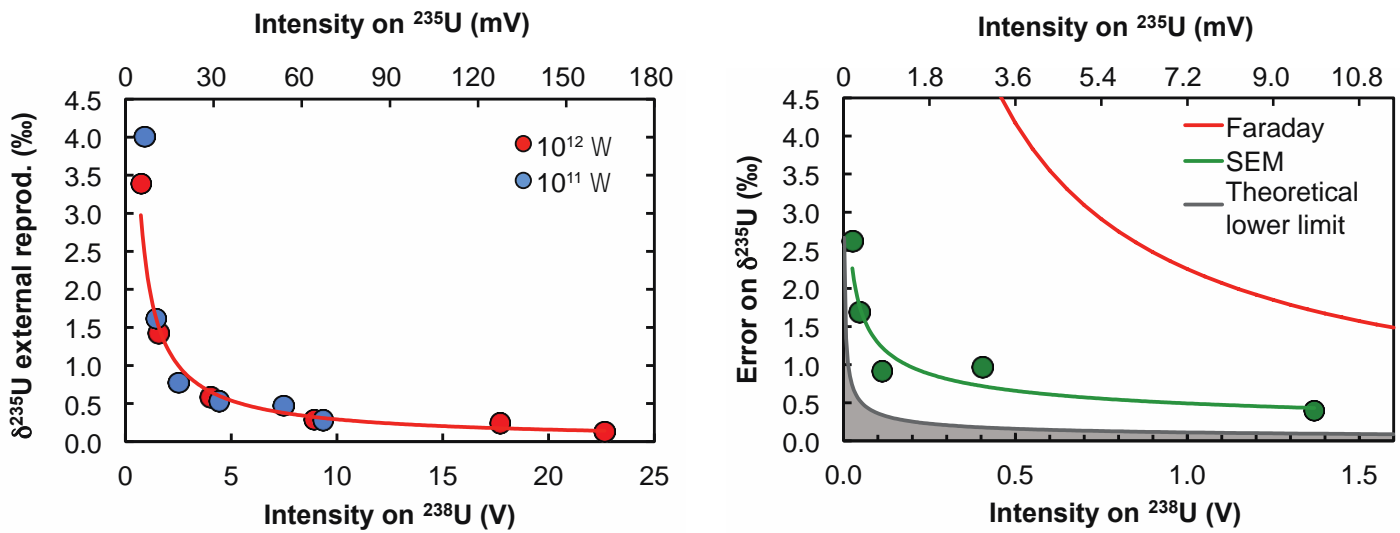 Intensity on ²³⁵U (mV)
0 30 60 90 120 150 180
δ²³⁵U external reprod. (‰)
4.5
4.0
3.5
3.0
2.5
2.0
1.5
1.0
0.5
0.0
10¹² W
10¹¹ W
0 5 10 15 20 25
Intensity on ²³⁸U (V)
Intensity on ²³⁵U (mV)
0 1.8 3.6 5.4 7.2 9.0 10.8
Error on δ²³⁵U (‰)
4.5
4.0
3.5
3.0
2.5
2.0
1.5
1.0
0.5
0.0
Faraday
SEM
Theoretical
lower limit
0.0 0.5 1.0 1.5
Intensity on ²³⁸U (V)